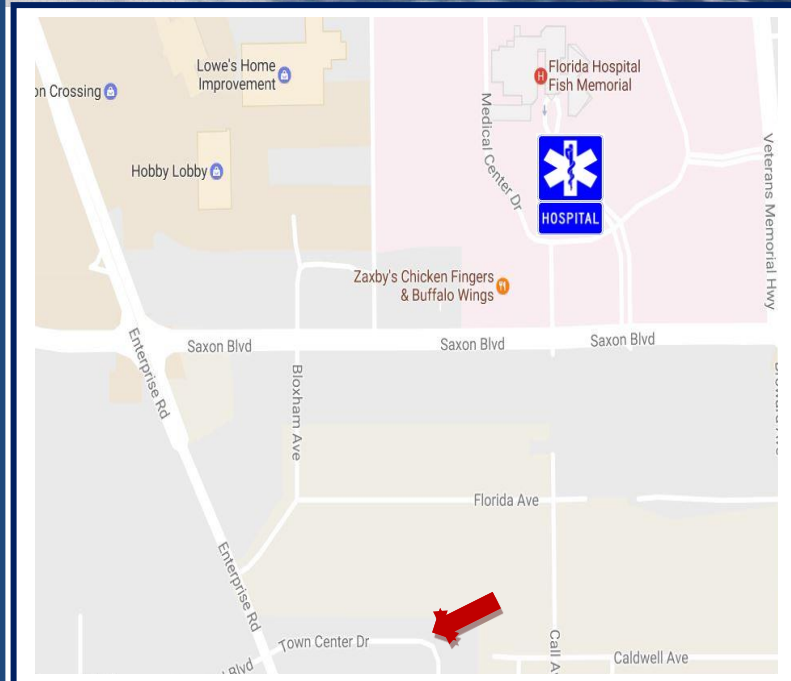 Lowe's Home
Improvement
on Crossing
Hobby Lobby
Florida Hospital
Fish Memorial
H
HOSPITAL
Medical Center Dr
Veterans Memorial Hwy
Zaxby's Chicken Fingers
& Buffalo Wings
Saxon Blvd
Saxon Blvd
Saxon Blvd
Enterprise Rd
Bloxham Ave
Florida Ave
Enterprise Rd
Town Center Dr
Blvd
Call Av
Caldwell Ave